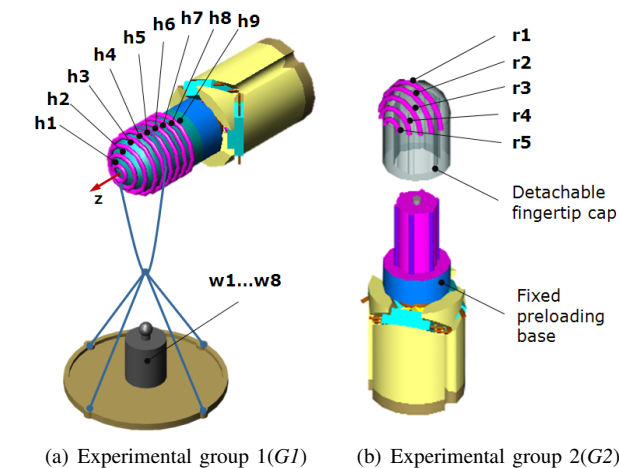 h1
h2
h3
h4
h5
h6
h7
h8
h9
z
w1...w8
r1
r2
r3
r4
r5
Detachable
fingertip cap
Fixed
preloading
base
(a) Experimental group 1(G1)
(b) Experimental group 2(G2)